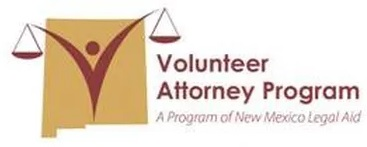 Volunteer
Attorney Program
A Program of New Mexico Legal Aid